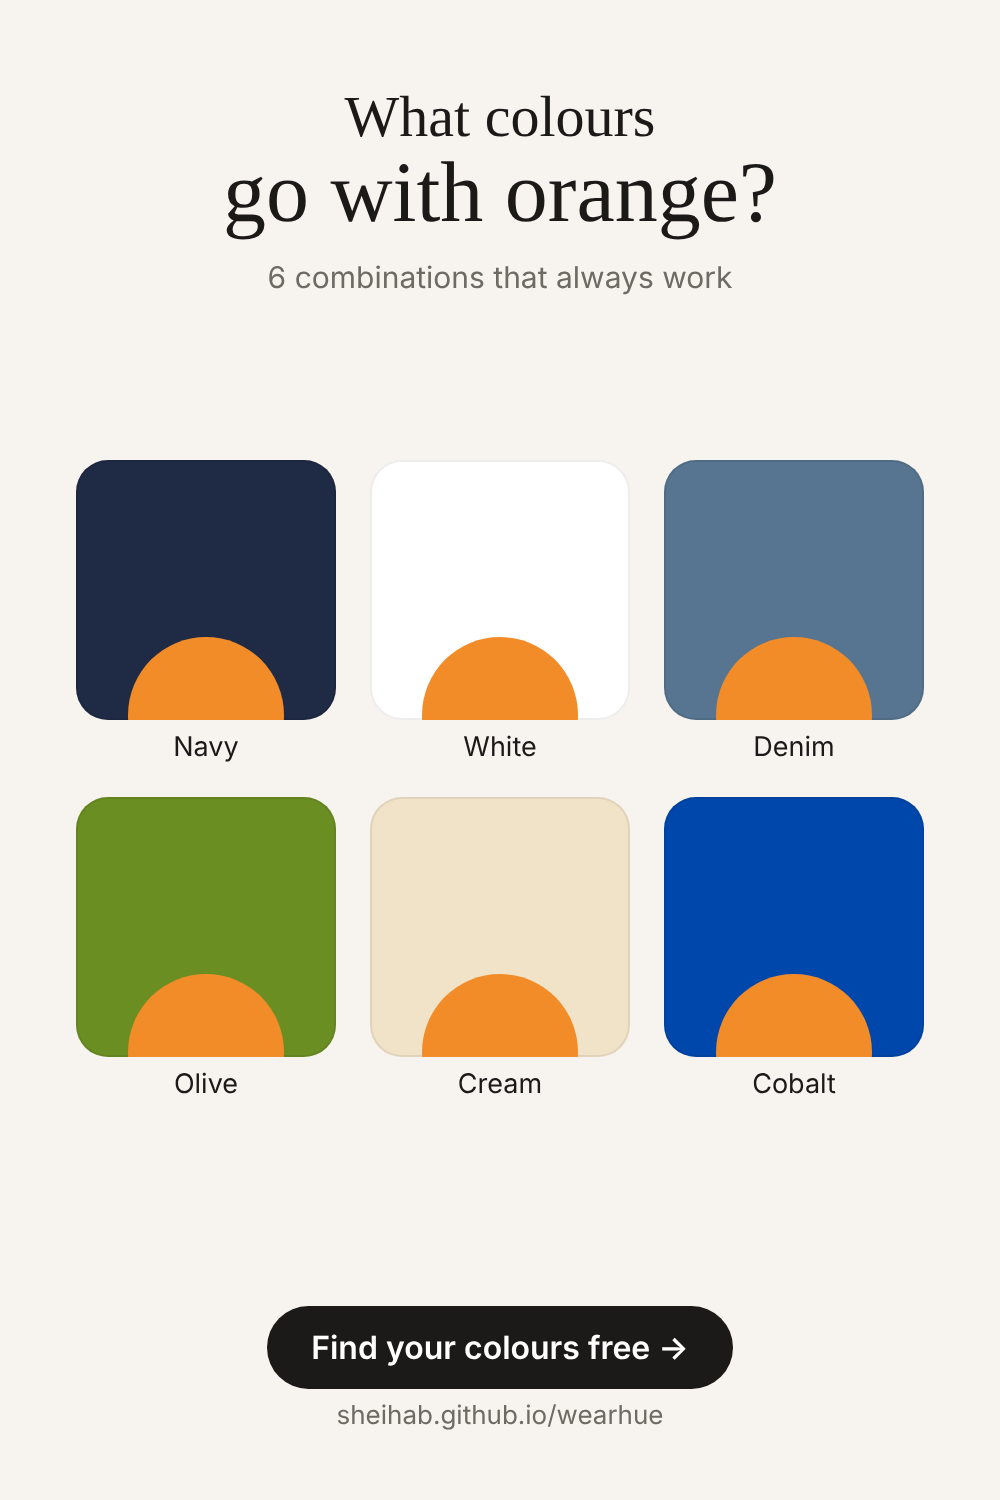 What colours
go with orange?
6 combinations that always work
Navy
White
Denim
Olive
Cream
Cobalt
Find your colours free →
sheihab.github.io/wearhue